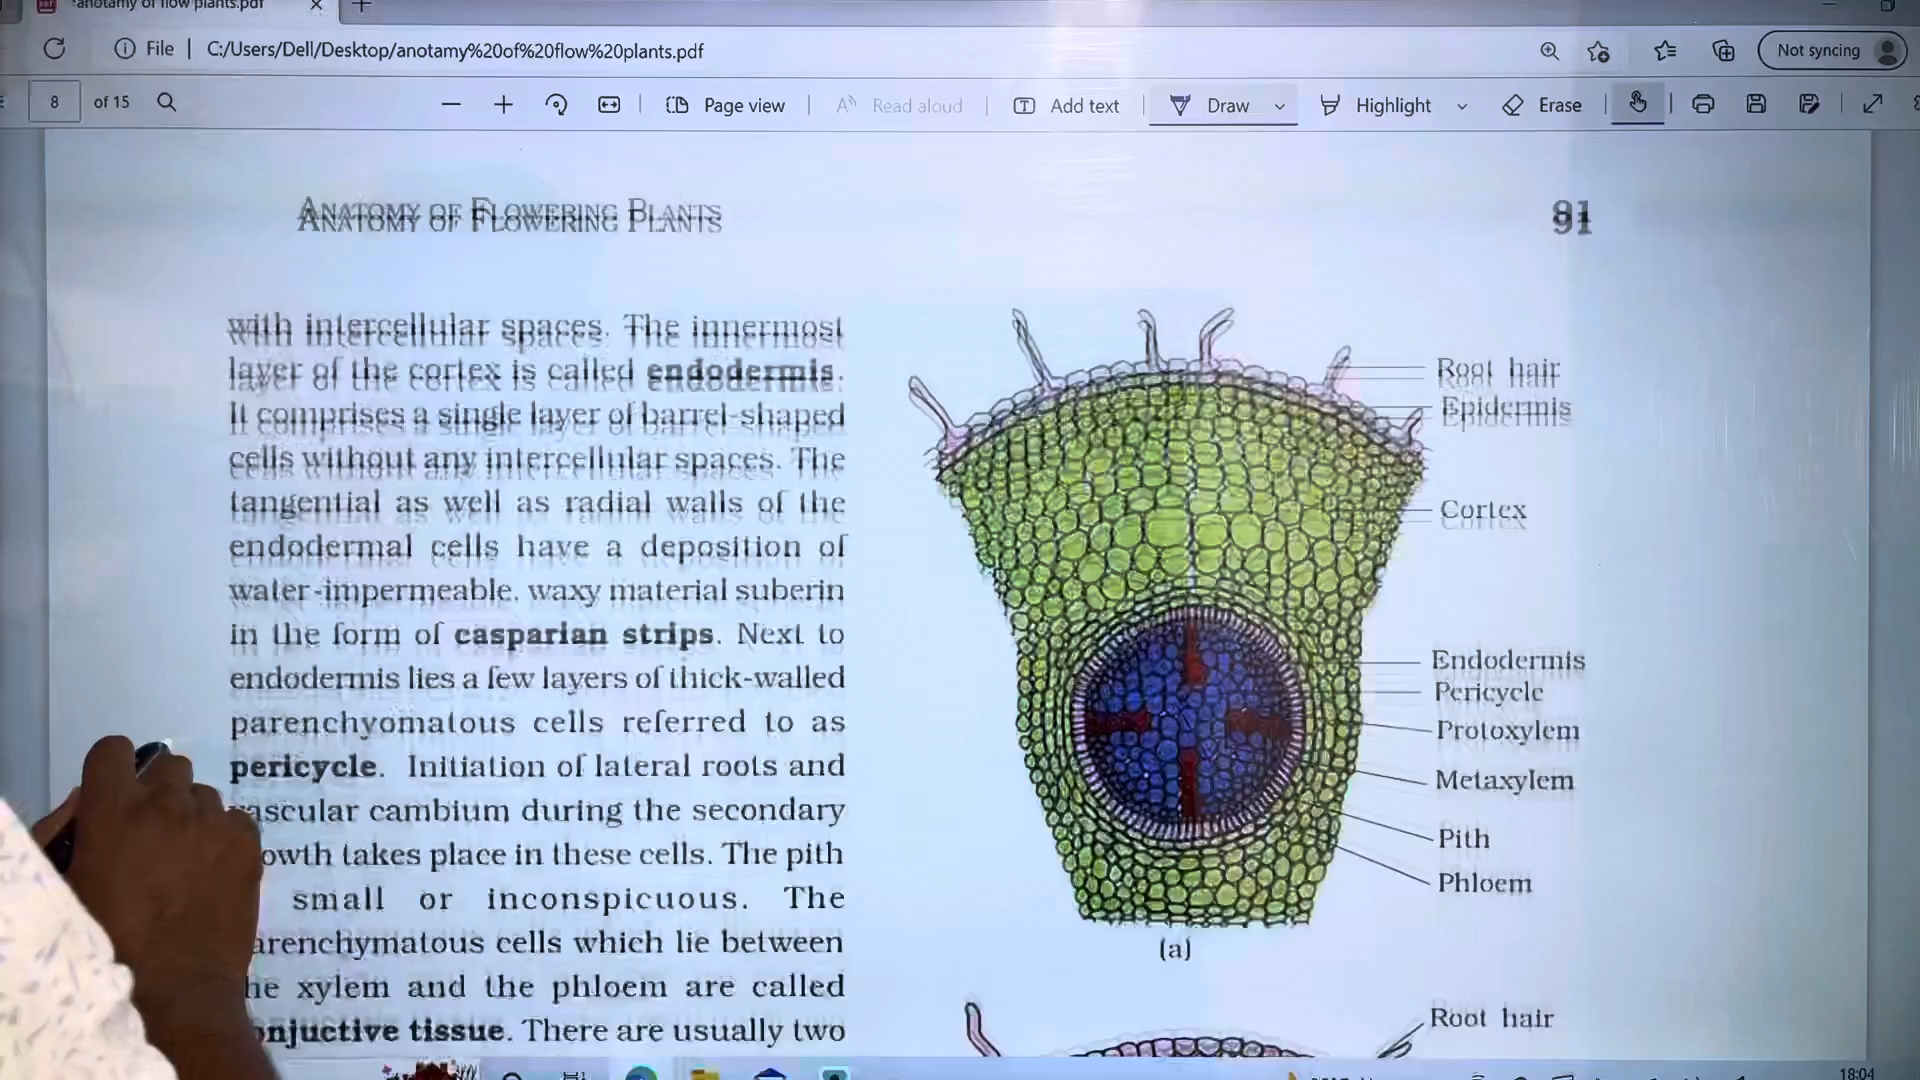 anotamy of flow plants.pdf
File C:/Users/Dell/Desktop/anotamy%20of%20flow%20plants.pdf
Not syncing
8 of 15 Page view Read aloud Add text Draw Highlight Erase
ANATOMY OF FLOWERING PLANTS
91
with intercellular spaces. The innermost
layer of the cortex is called endodermis.
It comprises a single layer of barrel-shaped
cells without any intercellular spaces. The
tangential as well as radial walls of the
endodermal cells have a deposition of
water-impermeable, waxy material suberin
in the form of casparian strips. Next to
endodermis lies a few layers of thick-walled
parenchyomatous cells referred to as
pericycle. Initiation of lateral roots and
vascular cambium during the secondary
owth takes place in these cells. The pith
small or inconspicuous. The
arenchymatous cells which lie between
he xylem and the phloem are called
onjuctive tissue. There are usually two
Root hair
Epidermis
Cortex
Endodermis
Pericycle
Protoxylem
Metaxylem
Pith
Phloem
(a)
Root hair
18:04